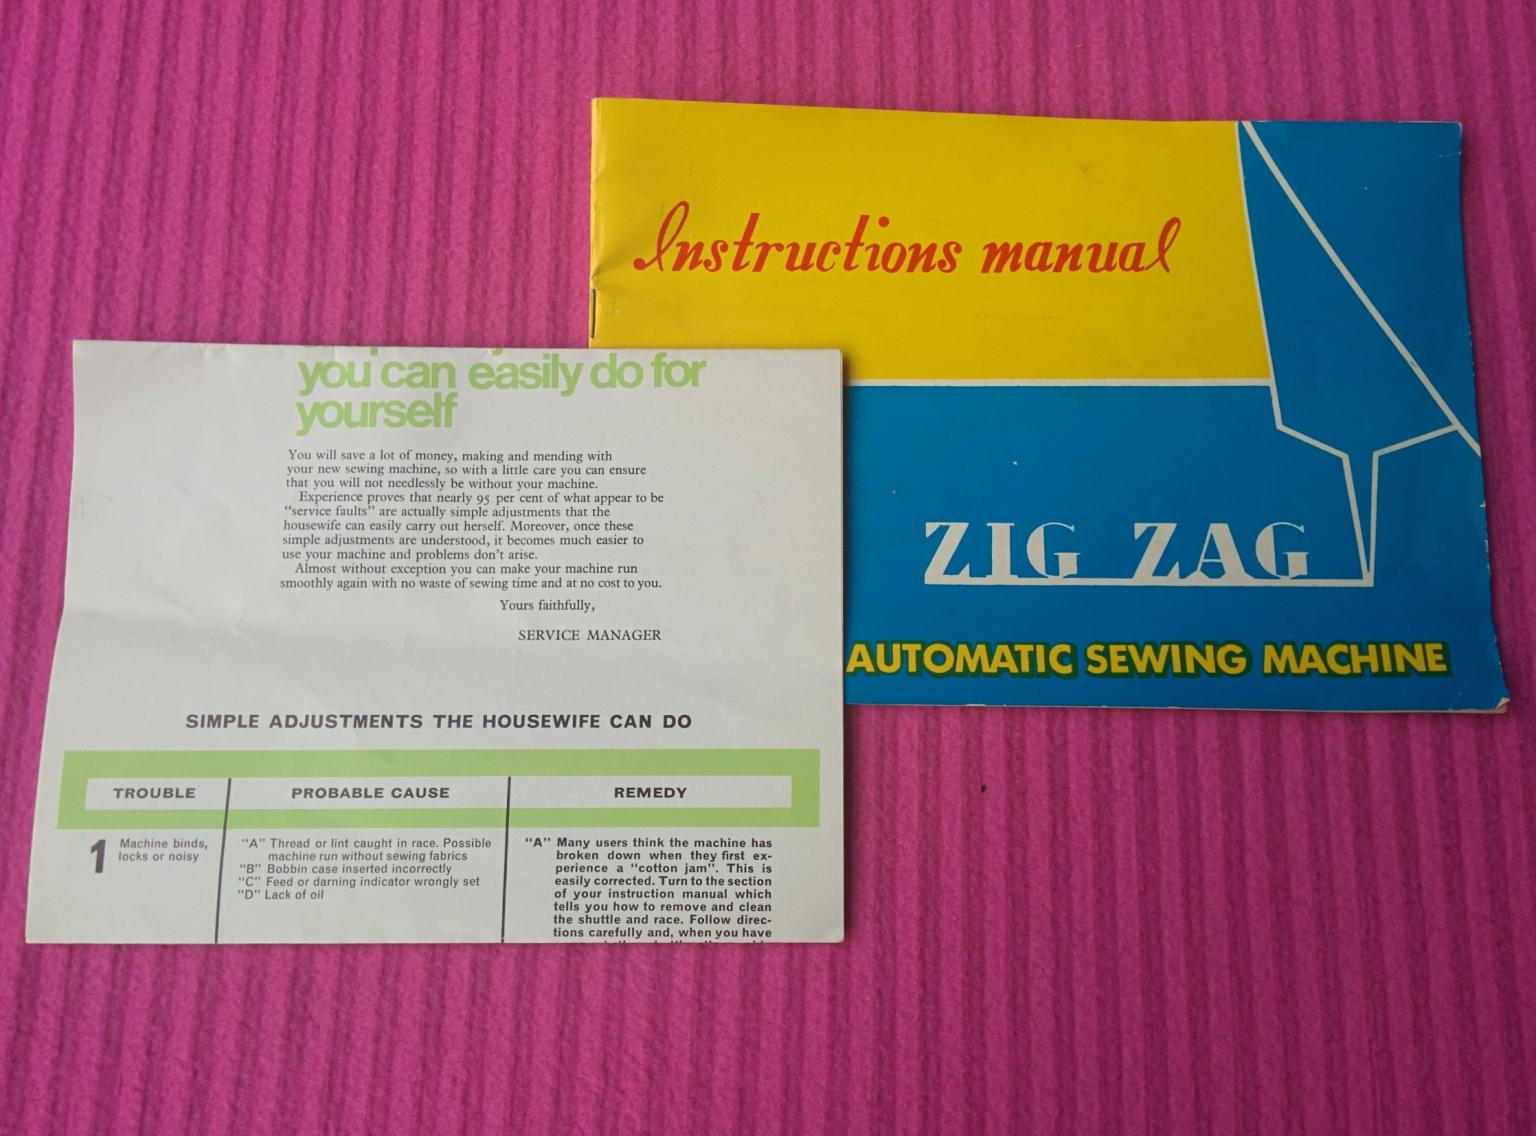 Instructions manual
ZIG ZAG
AUTOMATIC SEWING MACHINE
you can easily do for
yourself
You will save a lot of money, making and mending with
your new sewing machine, so with a little care you can ensure
that you will not needlessly be without your machine.
Experience proves that nearly 95 per cent of what appear to be
“service faults” are actually simple adjustments that the
housewife can easily carry out herself. Moreover, once these
simple adjustments are understood, it becomes much easier to
use your machine and problems don't arise.
Almost without exception you can make your machine run
smoothly again with no waste of sewing time and at no cost to you.
Yours faithfully,
SERVICE MANAGER
SIMPLE ADJUSTMENTS THE HOUSEWIFE CAN DO
TROUBLE PROBABLE CAUSE REMEDY
1 Machine binds,
locks or noisy
"A" Thread or lint caught in race. Possible
machine run without sewing fabrics
"B" Bobbin case inserted incorrectly
"C" Feed or darning indicator wrongly set
"D" Lack of oil
"A" Many users think the machine has
broken down when they first ex-
perience a "cotton jam". This is
easily corrected. Turn to the section
of your instruction manual which
tells you how to remove and clean
the shuttle and race. Follow direc-
tions carefully and, when you have